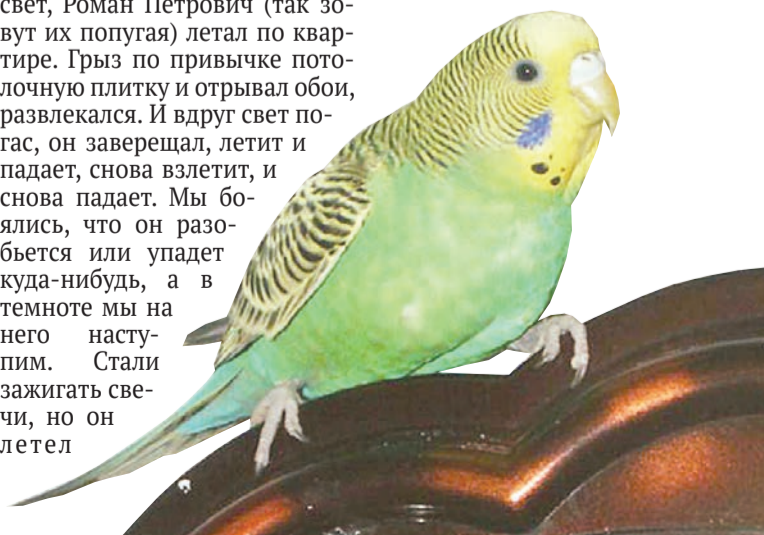 свет, Роман Петрович (так зо-
вут их попугая) летал по квар-
тире. Грыз по привычке пото-
лочную плитку и отрывал обои,
развлекался. И вдруг свет по-
гас, он заверещал, летит и
падает, снова взлетит, и
снова падает. Мы бо-
ялись, что он разо-
бьется или упадет
куда-нибудь, а в
темноте мы на
него насту-
пим. Стали
зажигать све-
чи, но он
летел